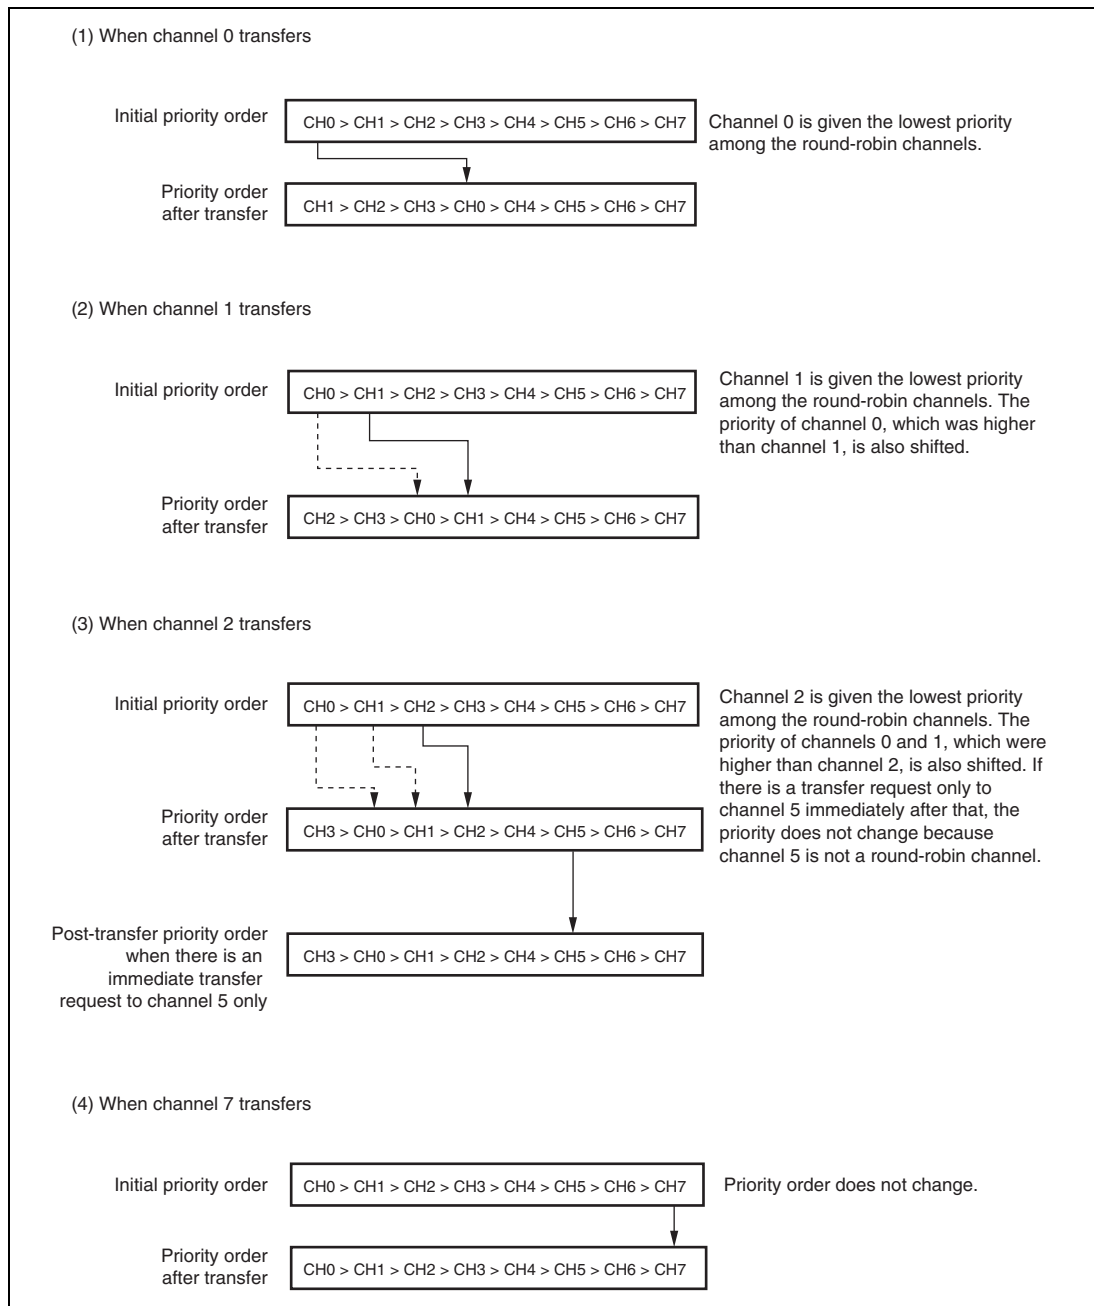 (1) When channel 0 transfers
Initial priority order
CH0 > CH1 > CH2 > CH3 > CH4 > CH5 > CH6 > CH7
Channel 0 is given the lowest priority
among the round-robin channels.
Priority order
after transfer
CH1 > CH2 > CH3 > CH0 > CH4 > CH5 > CH6 > CH7
(2) When channel 1 transfers
Initial priority order
CH0 > CH1 > CH2 > CH3 > CH4 > CH5 > CH6 > CH7
Channel 1 is given the lowest priority
among the round-robin channels. The
priority of channel 0, which was higher
than channel 1, is also shifted.
Priority order
after transfer
CH2 > CH3 > CH0 > CH1 > CH4 > CH5 > CH6 > CH7
(3) When channel 2 transfers
Initial priority order
CH0 > CH1 > CH2 > CH3 > CH4 > CH5 > CH6 > CH7
Channel 2 is given the lowest priority
among the round-robin channels. The
priority of channels 0 and 1, which were
higher than channel 2, is also shifted. If
there is a transfer request only to
channel 5 immediately after that, the
priority does not change because
channel 5 is not a round-robin channel.
Priority order
after transfer
CH3 > CH0 > CH1 > CH2 > CH4 > CH5 > CH6 > CH7
Post-transfer priority order
when there is an
immediate transfer
request to channel 5 only
CH3 > CH0 > CH1 > CH2 > CH4 > CH5 > CH6 > CH7
(4) When channel 7 transfers
Initial priority order
CH0 > CH1 > CH2 > CH3 > CH4 > CH5 > CH6 > CH7
Priority order does not change.
Priority order
after transfer
CH0 > CH1 > CH2 > CH3 > CH4 > CH5 > CH6 > CH7